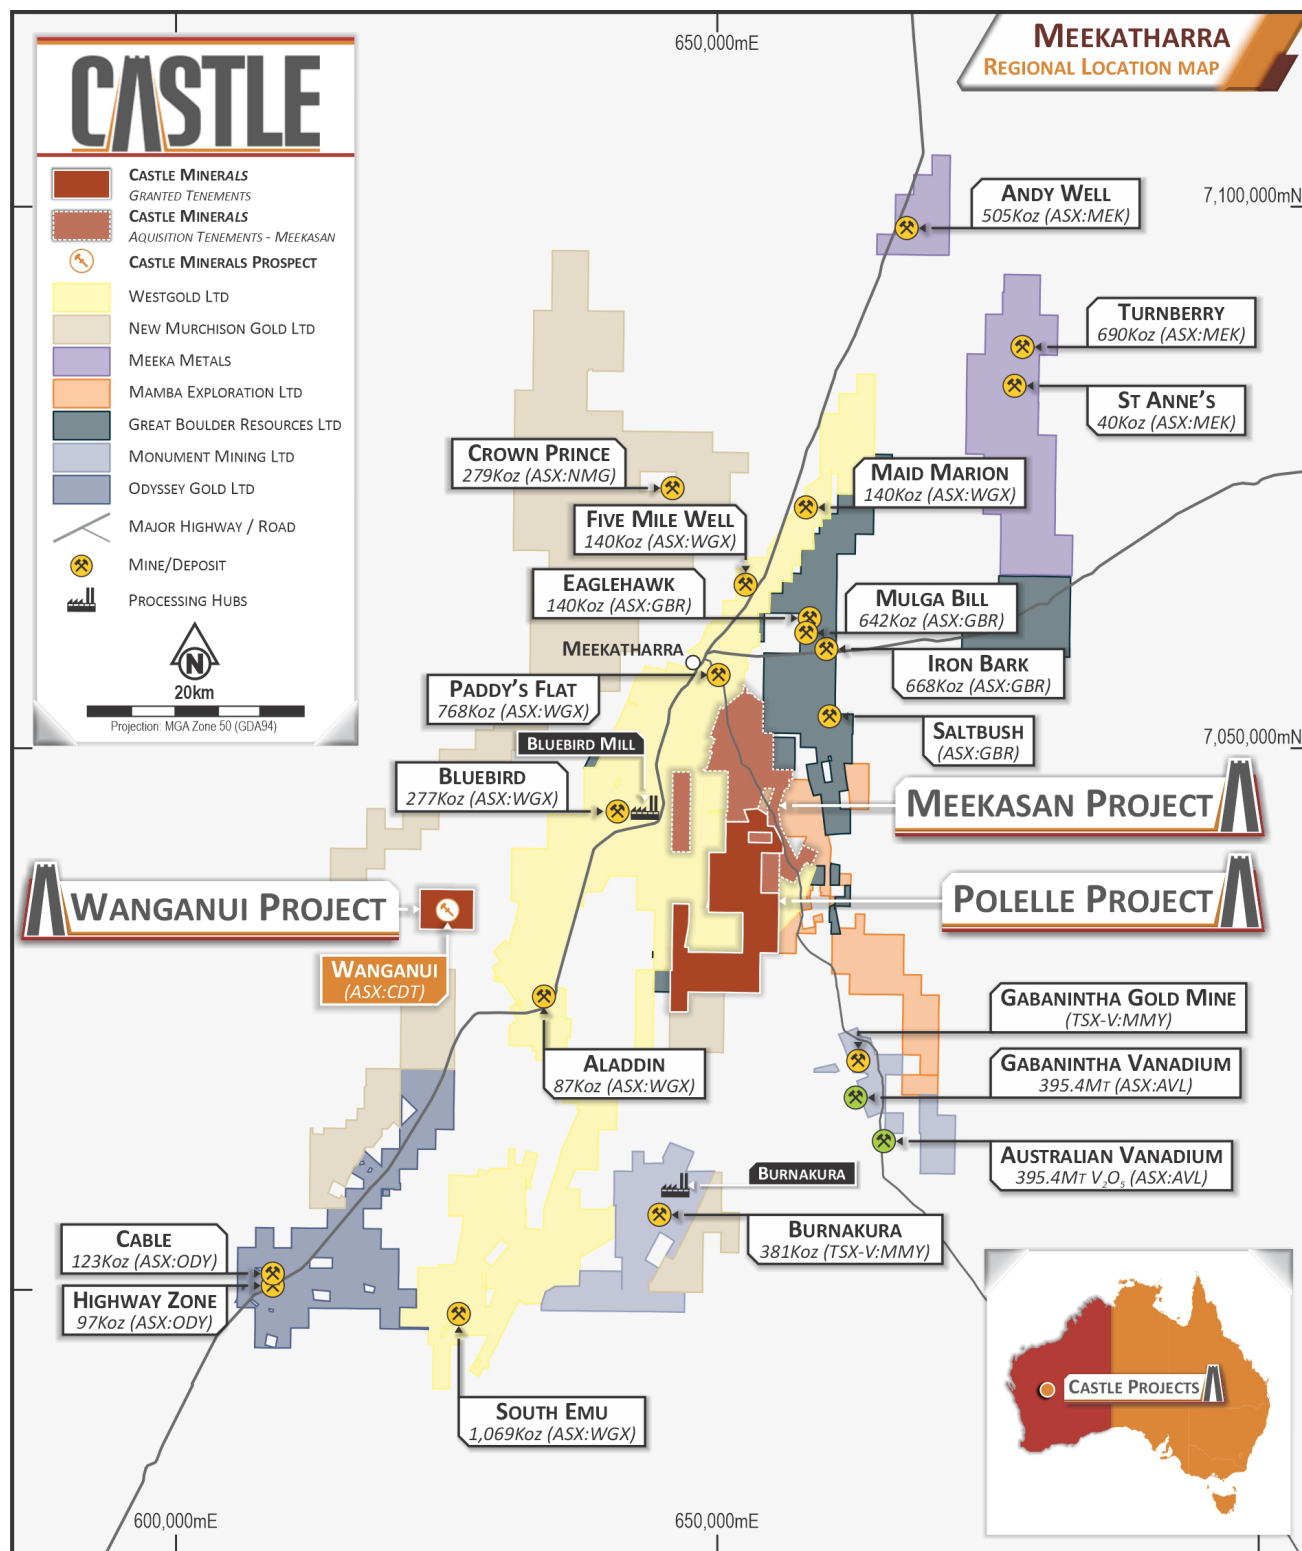 650,000mE
MEEKATHARRA
REGIONAL LOCATION MAP
CASTLE
CASTLE MINERALS
GRANTED TENEMENTS
CASTLE MINERALS
AQUISITION TENEMENTS - MEEKASAN
CASTLE MINERALS PROSPECT
WESTGOLD LTD
NEW MURCHISON GOLD LTD
MEEKA METALS
MAMBA EXPLORATION LTD
GREAT BOULDER RESOURCES LTD
MONUMENT MINING LTD
ODYSSEY GOLD LTD
MAJOR HIGHWAY / ROAD
MINE/DEPOSIT
PROCESSING HUBS
N
20km
Projection: MGA Zone 50 (GDA94)
7,100,000mN
ANDY WELL
505KOZ (ASX:MEK)
TURNBERRY
690KOZ (ASX:MEK)
ST ANNE'S
40KOZ (ASX:MEK)
CROWN PRINCE
279KOZ (ASX:NMG)
MAID MARION
140KOZ (ASX:WGX)
FIVE MILE WELL
140KOZ (ASX:WGX)
EAGLEHAWK
140KOZ (ASX:GBR)
MULGA BILL
642KOZ (ASX:GBR)
MEEKATHARRA
IRON BARK
668KOZ (ASX:GBR)
PADDY'S FLAT
768KOZ (ASX:WGX)
SALTBUSH
(ASX:GBR)
7,050,000mN
BLUEBIRD MILL
BLUEBIRD
277KOZ (ASX:WGX)
MEEKASAN PROJECT
WANGANUI PROJECT
POLELLE PROJECT
WANGANUI
(ASX:CDT)
GABANINTHA GOLD MINE
(TSX-V:MMY)
ALADDIN
87KOZ (ASX:WGX)
GABANINTHA VANADIUM
395.4MT (ASX:AVL)
AUSTRALIAN VANADIUM
395.4MT V₂O₅ (ASX:AVL)
BURNAKURA
BURNAKURA
381KOZ (TSX-V:MMY)
CABLE
123KOZ (ASX:ODY)
HIGHWAY ZONE
97KOZ (ASX:ODY)
SOUTH EMU
1,069KOZ (ASX:WGX)
CASTLE PROJECTS
600,000mE
650,000mE